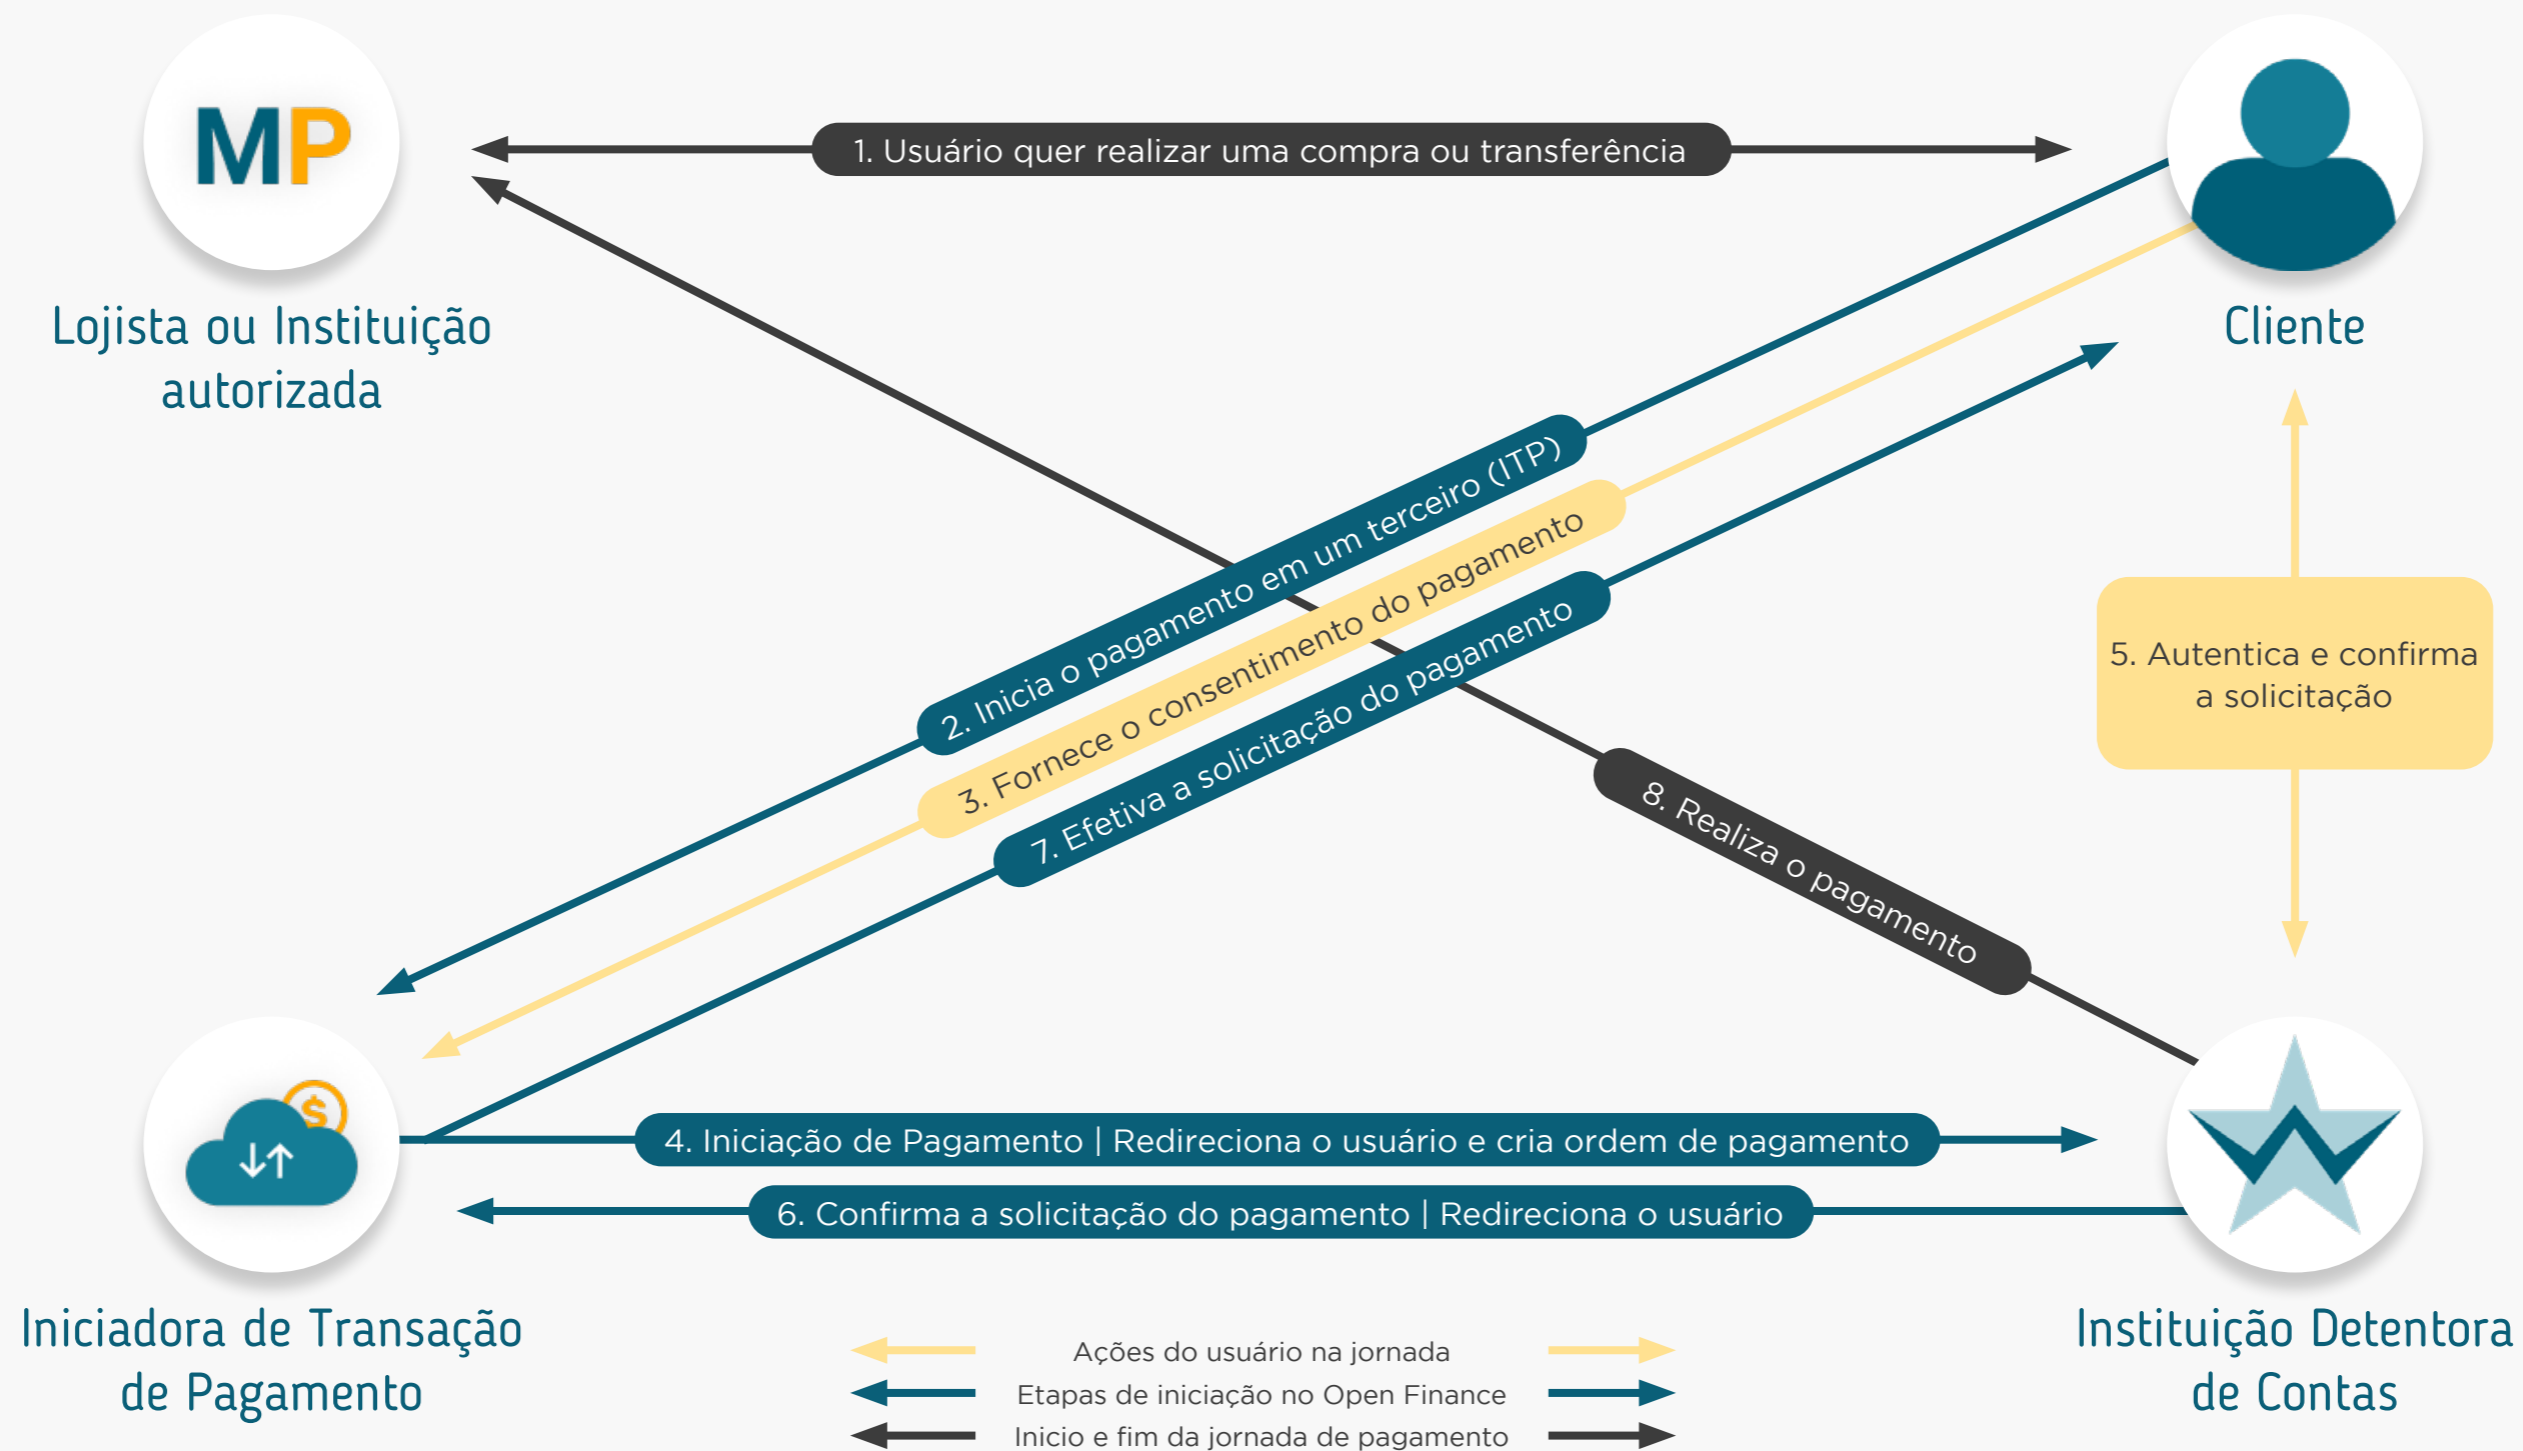 MP
1. Usuário quer realizar uma compra ou transferência
Lojista ou Instituição
autorizada
Cliente
2. Inicia o pagamento em um terceiro (ITP)
3. Fornece o consentimento do pagamento
7. Efetiva a solicitação do pagamento
5. Autentica e confirma
a solicitação
8. Realiza o pagamento
$
4. Iniciação de Pagamento | Redireciona o usuário e cria ordem de pagamento
6. Confirma a solicitação do pagamento | Redireciona o usuário
Iniciadora de Transação
de Pagamento
Instituição Detentora
de Contas
Ações do usuário na jornada
Etapas de iniciação no Open Finance
Inicio e fim da jornada de pagamento